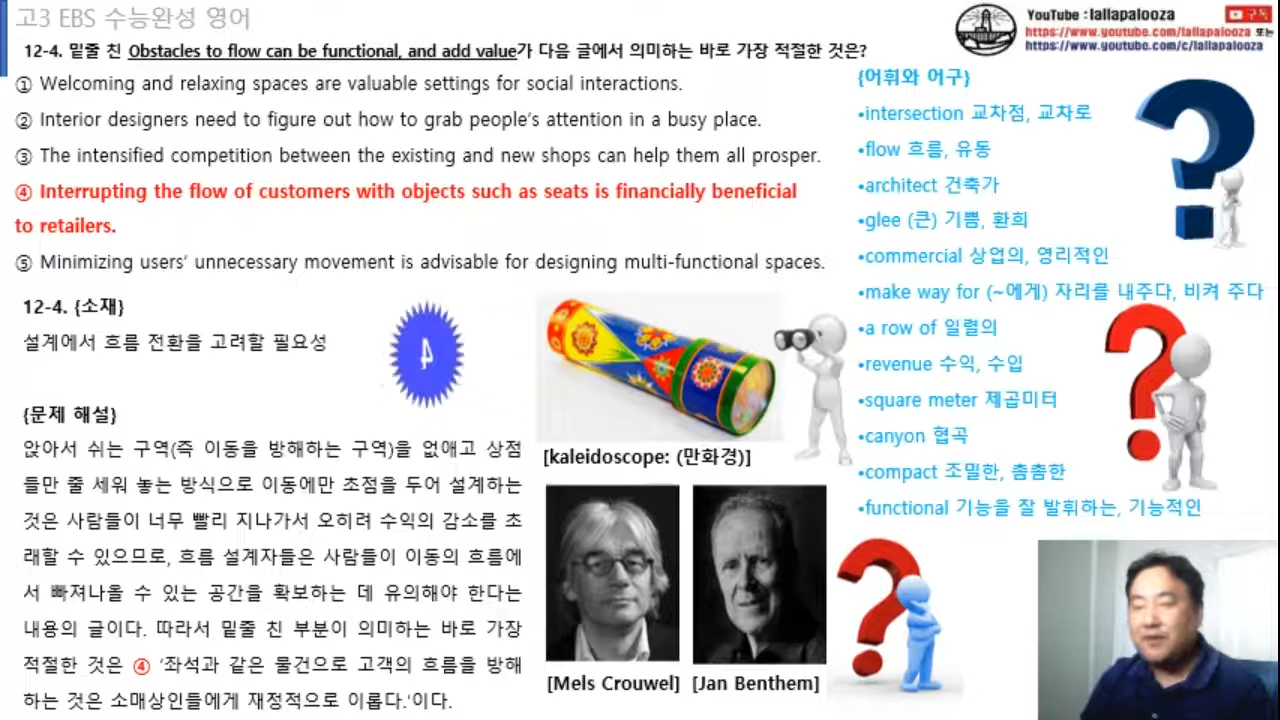 고3 EBS 수능완성 영어
YouTube : lallapalooza
구독
https://www.youtube.com/lallapalooza 또는
https://www.youtube.com/c/lallapalooza
12-4. 밑줄 친 Obstacles to flow can be functional, and add value가 다음 글에서 의미하는 바로 가장 적절한 것은?
① Welcoming and relaxing spaces are valuable settings for social interactions.
② Interior designers need to figure out how to grab people's attention in a busy place.
③ The intensified competition between the existing and new shops can help them all prosper.
④ Interrupting the flow of customers with objects such as seats is financially beneficial
to retailers.
⑤ Minimizing users' unnecessary movement is advisable for designing multi-functional spaces.
12-4. {소재}
설계에서 흐름 전환을 고려할 필요성
4
{문제 해설}
앉아서 쉬는 구역(즉 이동을 방해하는 구역)을 없애고 상점
들만 줄 세워 놓는 방식으로 이동에만 초점을 두어 설계하는
것은 사람들이 너무 빨리 지나가서 오히려 수익의 감소를 초
래할 수 있으므로, 흐름 설계자들은 사람들이 이동의 흐름에
서 빠져나올 수 있는 공간을 확보하는 데 유의해야 한다는
내용의 글이다. 따라서 밑줄 친 부분이 의미하는 바로 가장
적절한 것은 ④ '좌석과 같은 물건으로 고객의 흐름을 방해
하는 것은 소매상인들에게 재정적으로 이롭다.'이다.
[kaleidoscope: (만화경)]
[Mels Crouwel] [Jan Benthem]
{어휘와 어구}
•intersection 교차점, 교차로
•flow 흐름, 유동
•architect 건축가
•glee (큰) 기쁨, 환희
•commercial 상업의, 영리적인
•make way for (~에게) 자리를 내주다, 비켜 주다
•a row of 일렬의
•revenue 수익, 수입
•square meter 제곱미터
•canyon 협곡
•compact 조밀한, 촘촘한
•functional 기능을 잘 발휘하는, 기능적인